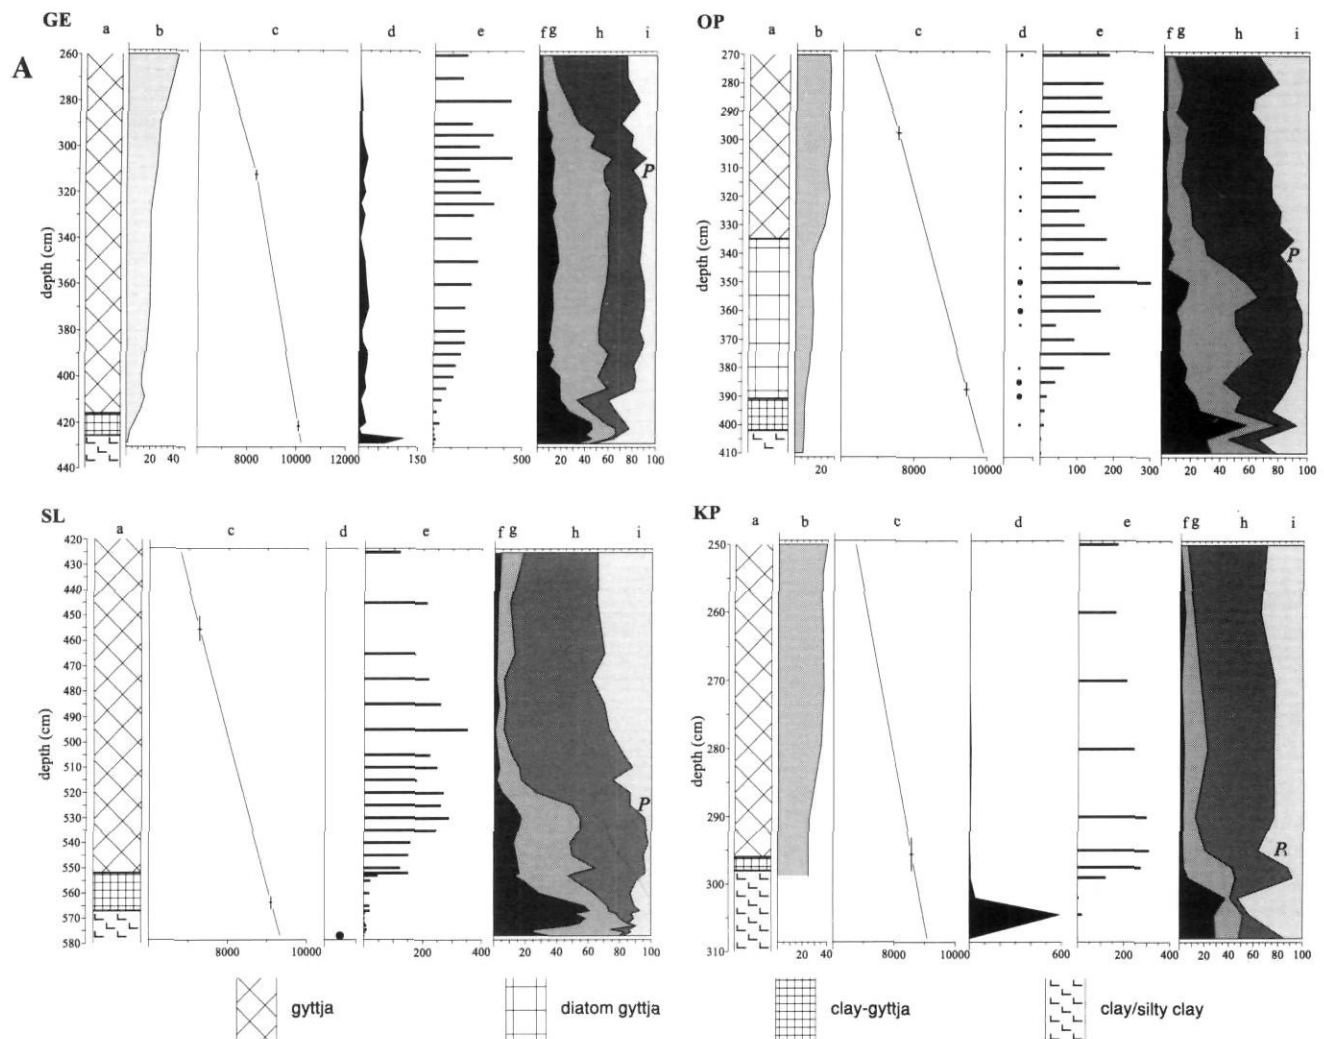 GE
A
a b c d e f g h i
depth (cm)
260
280
300
320
340
360
380
400
420
440
P
20 40
8000 10000 12000
150
500
20 40 60 80 100
OP
a b c d e f g h i
depth (cm)
270
280
290
300
310
320
330
340
350
360
370
380
390
400
410
P
20
8000 10000
100 200 300
20 40 60 80 100
SL
a c d e f g h i
depth (cm)
420
430
440
450
460
470
480
490
500
510
520
530
540
550
560
570
580
P
8000 10000
200 400
20 40 60 80 100
KP
a b c d e f g h i
depth (cm)
250
260
270
280
290
300
310
P
20 40
8000 10000
600
200 400
20 40 60 80 100
gyttja
diatom gyttja
clay-gyttja
clay/silty clay